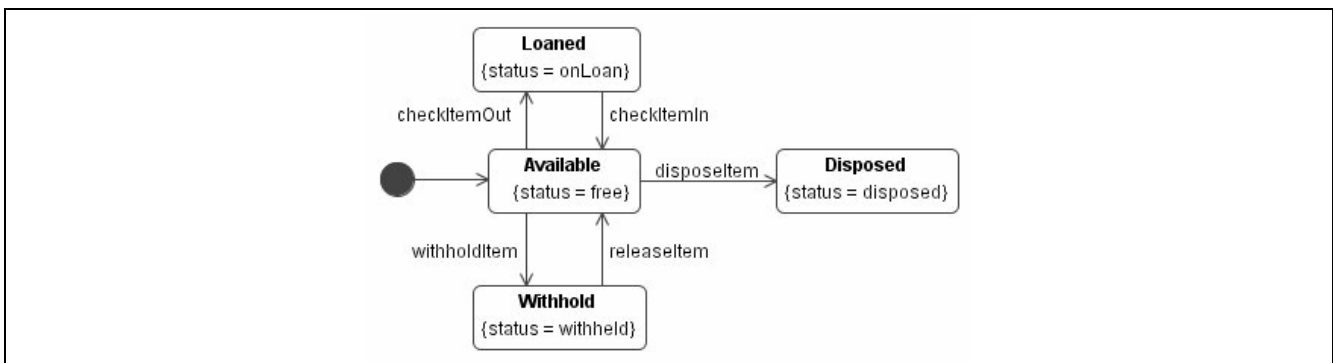 Loaned
{status = onLoan}
checkItemOut
checkItemIn
Available
{status = free}
disposeItem
Disposed
{status = disposed}
withholdItem
releaseItem
Withhold
{status = withheld}